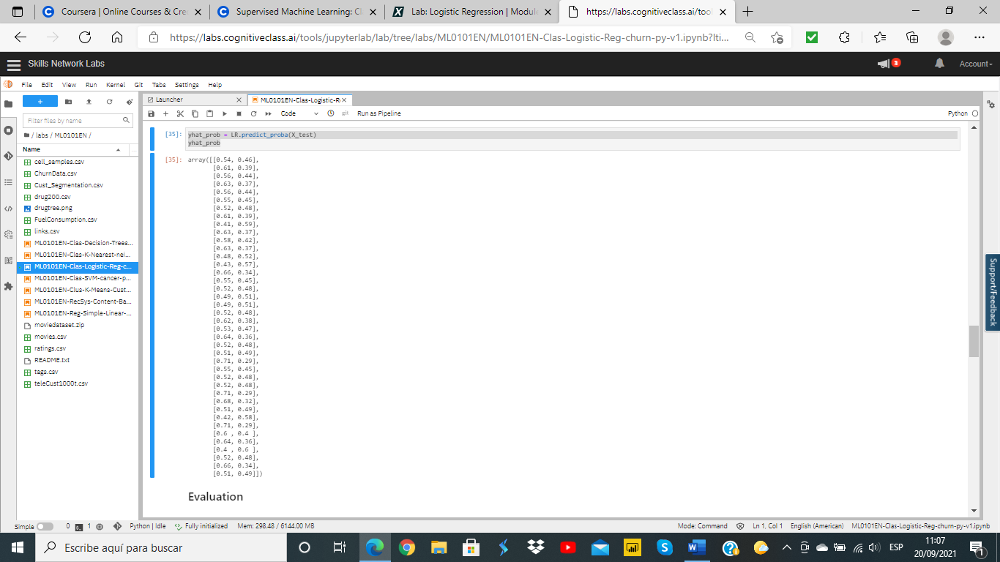 Coursera | Online Courses & Cre
Supervised Machine Learning: Cl
Lab: Logistic Regression | Module
https://labs.cognitiveclass.ai/tool
https://labs.cognitiveclass.ai/tools/jupyterlab/lab/tree/labs/ML0101EN/ML0101EN-Clas-Logistic-Reg-churn-py-v1.ipynb?lti...
Skills Network Labs
3
Account
File Edit View Run Kernel Git Tabs Settings Help
Launcher
ML0101EN-Clas-Logistic-R
Code
git
Run as Pipeline
Python
Filter files by name
/ labs / ML0101EN /
Name
cell_samples.csv
ChurnData.csv
Cust_Segmentation.csv
drug200.csv
drugtree.png
FuelConsumption.csv
links.csv
ML0101EN-Clas-Decision-Trees...
ML0101EN-Clas-K-Nearest-nei...
ML0101EN-Clas-Logistic-Reg-c...
ML0101EN-Clas-SVM-cancer-p...
ML0101EN-Clus-K-Means-Cust...
ML0101EN-RecSys-Content-Ba...
ML0101EN-Reg-Simple-Linear-...
moviedataset.zip
movies.csv
ratings.csv
README.txt
tags.csv
teleCust1000t.csv
[35]: yhat_prob = LR.predict_proba(X_test)
yhat_prob
[35]: array([[0.54, 0.46],
[0.61, 0.39],
[0.56, 0.44],
[0.63, 0.37],
[0.56, 0.44],
[0.55, 0.45],
[0.52, 0.48],
[0.61, 0.39],
[0.41, 0.59],
[0.63, 0.37],
[0.58, 0.42],
[0.63, 0.37],
[0.48, 0.52],
[0.43, 0.57],
[0.66, 0.34],
[0.55, 0.45],
[0.52, 0.48],
[0.49, 0.51],
[0.49, 0.51],
[0.52, 0.48],
[0.62, 0.38],
[0.53, 0.47],
[0.64, 0.36],
[0.52, 0.48],
[0.51, 0.49],
[0.71, 0.29],
[0.55, 0.45],
[0.52, 0.48],
[0.52, 0.48],
[0.71, 0.29],
[0.68, 0.32],
[0.51, 0.49],
[0.42, 0.58],
[0.71, 0.29],
[0.6 , 0.4 ],
[0.64, 0.36],
[0.4 , 0.6 ],
[0.52, 0.48],
[0.66, 0.34],
[0.51, 0.49]])
Evaluation
Support/Feedback
Simple 0 1 Python | Idle Fully initialized Mem: 298.48 / 6144.00 MB
Mode: Command Ln 1, Col 1 English (American) ML0101EN-Clas-Logistic-Reg-churn-py-v1.ipynb
Escribe aquí para buscar
ESP
11:07
20/09/2021
1